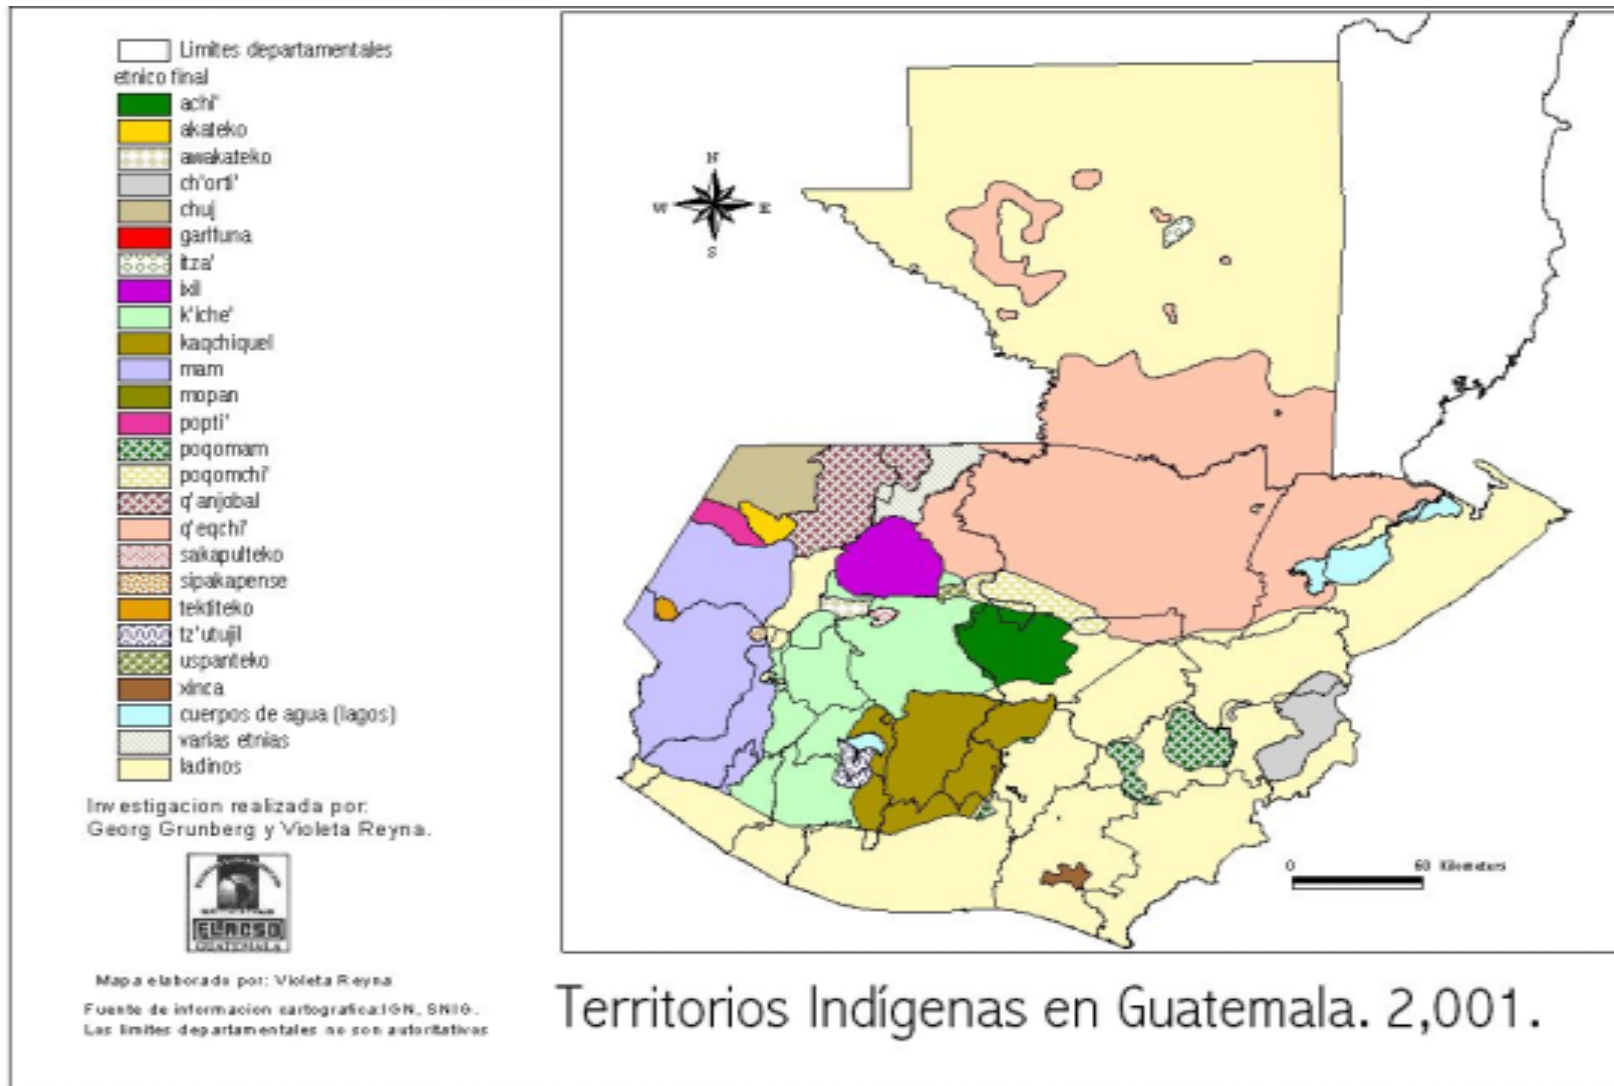 Limites departamentales
etnico final
achi'
akateko
awakateko
ch'orti'
chuj
garifuna
itza'
ixil
k'iche'
kaqchiquel
mam
mopan
popti'
poqomam
poqomchi'
q'anjobal
q'eqchi'
sakapulteko
sipakapense
tektiteko
tz'utujil
uspanteko
xinca
cuerpos de agua (lagos)
varias etnias
ladinos
Investigacion realizada por:
Georg Grunberg y Violeta Reyna.
FLACSO
GUATEMALA
Mapa elaborado por: Violeta Reyna
Fuente de informacion cartografica:IGN, SNIG.
Los limites departamentales no son autoritativos
N
W E
S
0 60 Kilometers
Territorios Indígenas en Guatemala. 2,001.